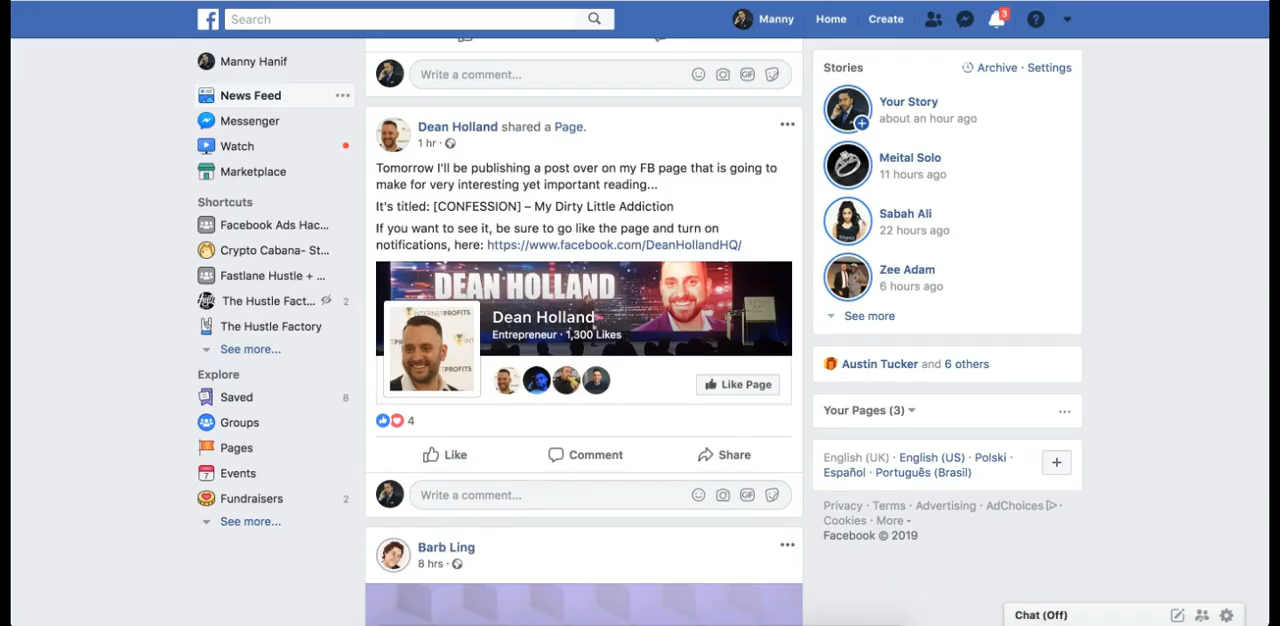 Search
Manny
Home
Create
3
Manny Hanif
News Feed
Messenger
Watch
Marketplace
Shortcuts
Facebook Ads Hac...
Crypto Cabana- St...
Fastlane Hustle + ...
The Hustle Fact...
2
The Hustle Factory
See more...
Explore
Saved
8
Groups
Pages
Events
Fundraisers
2
See more...
Write a comment...
GIF
Dean Holland shared a Page.
1 hr ·
Tomorrow I'll be publishing a post over on my FB page that is going to
make for very interesting yet important reading...
It's titled: [CONFESSION] – My Dirty Little Addiction
If you want to see it, be sure to go like the page and turn on
notifications, here: https://www.facebook.com/DeanHollandHQ/
DEAN HOLLAND
Dean Holland
Entrepreneur · 1,300 Likes
Like Page
4
Like
Comment
Share
Write a comment...
GIF
Barb Ling
8 hrs ·
Stories
Archive · Settings
Your Story
about an hour ago
Meital Solo
11 hours ago
Sabah Ali
22 hours ago
Zee Adam
6 hours ago
See more
Austin Tucker and 6 others
Your Pages (3)
English (UK) · English (US) · Polski ·
Español · Português (Brasil)
Privacy · Terms · Advertising · AdChoices ·
Cookies · More
Facebook © 2019
Chat (Off)